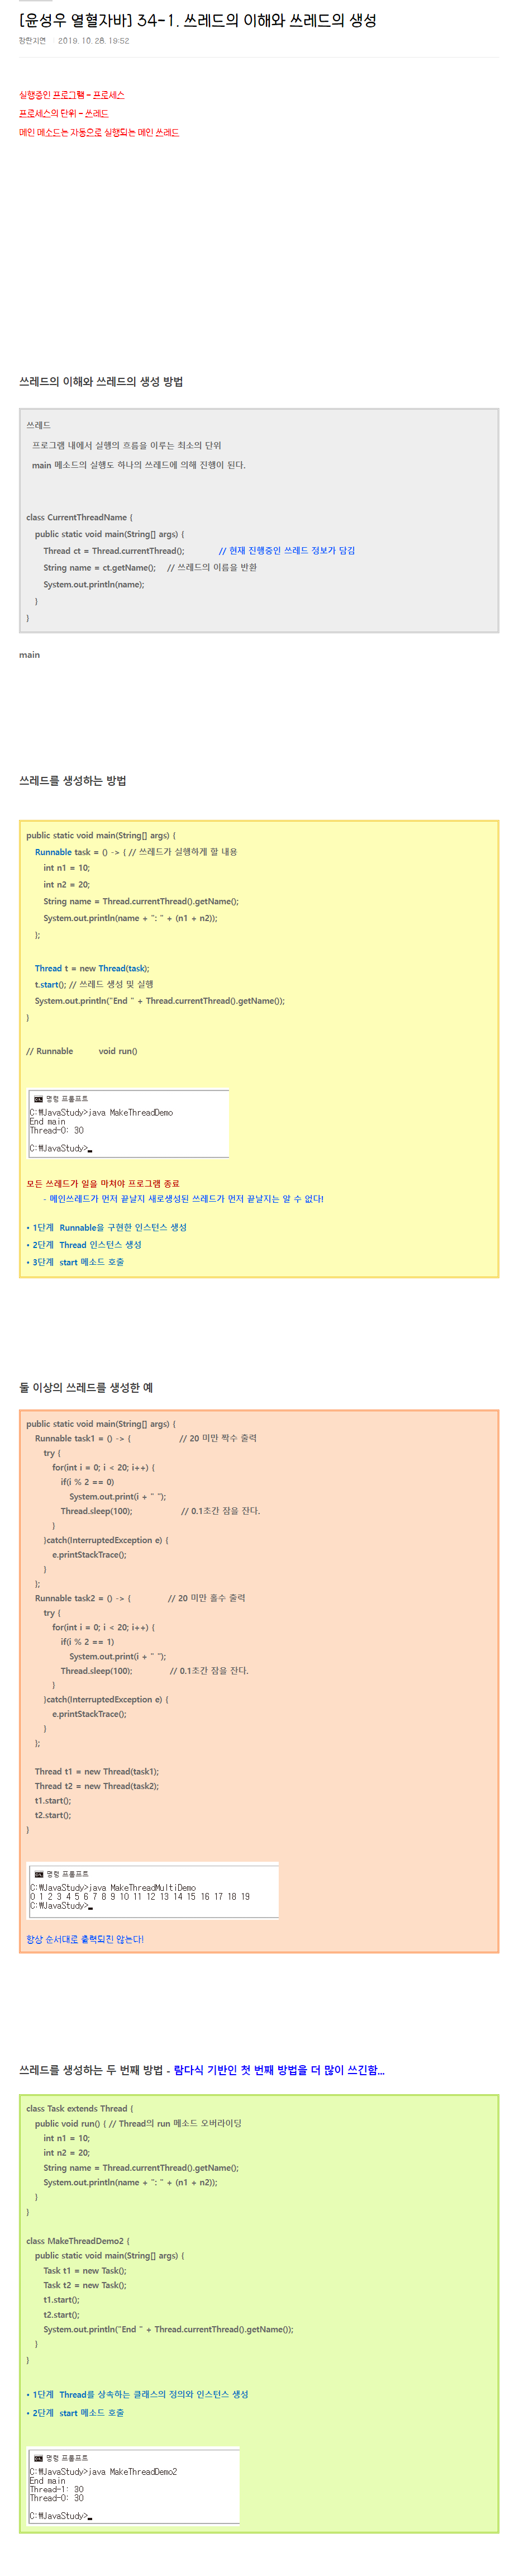 [윤성우 열혈자바] 34-1. 쓰레드의 이해와 쓰레드의 생성
장탄지면 2019. 10. 28. 19:52
실행중인 프로그램 - 프로세스
프로세스의 단위 - 쓰레드
메인 메소드는 자동으로 실행되는 메인 쓰레드
쓰레드의 이해와 쓰레드의 생성 방법
쓰레드
프로그램 내에서 실행의 흐름을 이루는 최소의 단위
main 메소드의 실행도 하나의 쓰레드에 의해 진행이 된다.
class CurrentThreadName {
public static void main(String[] args) {
Thread ct = Thread.currentThread(); // 현재 진행중인 쓰레드 정보가 담김
String name = ct.getName(); // 쓰레드의 이름을 반환
System.out.println(name);
}
}
main
쓰레드를 생성하는 방법
public static void main(String[] args) {
Runnable task = () -> { // 쓰레드가 실행하게 할 내용
int n1 = 10;
int n2 = 20;
String name = Thread.currentThread().getName();
System.out.println(name + ": " + (n1 + n2));
};
Thread t = new Thread(task);
t.start(); // 쓰레드 생성 및 실행
System.out.println("End " + Thread.currentThread().getName());
}
// Runnable void run()
명령 프롬프트
C:\JavaStudy>java MakeThreadDemo
End main
Thread-0: 30
C:\JavaStudy>
모든 쓰레드가 일을 마쳐야 프로그램 종료
- 메인쓰레드가 먼저 끝날지 새로생성된 쓰레드가 먼저 끝날지는 알 수 없다!
• 1단계 Runnable을 구현한 인스턴스 생성
• 2단계 Thread 인스턴스 생성
• 3단계 start 메소드 호출
둘 이상의 쓰레드를 생성한 예
public static void main(String[] args) {
Runnable task1 = () -> { // 20 미만 짝수 출력
try {
for(int i = 0; i < 20; i++) {
if(i % 2 == 0)
System.out.print(i + " ");
Thread.sleep(100); // 0.1초간 잠을 잔다.
}
}catch(InterruptedException e) {
e.printStackTrace();
}
};
Runnable task2 = () -> { // 20 미만 홀수 출력
try {
for(int i = 0; i < 20; i++) {
if(i % 2 == 1)
System.out.print(i + " ");
Thread.sleep(100); // 0.1초간 잠을 잔다.
}
}catch(InterruptedException e) {
e.printStackTrace();
}
};
Thread t1 = new Thread(task1);
Thread t2 = new Thread(task2);
t1.start();
t2.start();
}
명령 프롬프트
C:\JavaStudy>java MakeThreadMultiDemo
0 1 2 3 4 5 6 7 8 9 10 11 12 13 14 15 16 17 18 19
C:\JavaStudy>
항상 순서대로 출력되진 않는다!
쓰레드를 생성하는 두 번째 방법 - 람다식 기반인 첫 번째 방법을 더 많이 쓰긴함...
class Task extends Thread {
public void run() { // Thread의 run 메소드 오버라이딩
int n1 = 10;
int n2 = 20;
String name = Thread.currentThread().getName();
System.out.println(name + ": " + (n1 + n2));
}
}
class MakeThreadDemo2 {
public static void main(String[] args) {
Task t1 = new Task();
Task t2 = new Task();
t1.start();
t2.start();
System.out.println("End " + Thread.currentThread().getName());
}
}
• 1단계 Thread를 상속하는 클래스의 정의와 인스턴스 생성
• 2단계 start 메소드 호출
명령 프롬프트
C:\JavaStudy>java MakeThreadDemo2
End main
Thread-1: 30
Thread-0: 30
C:\JavaStudy>